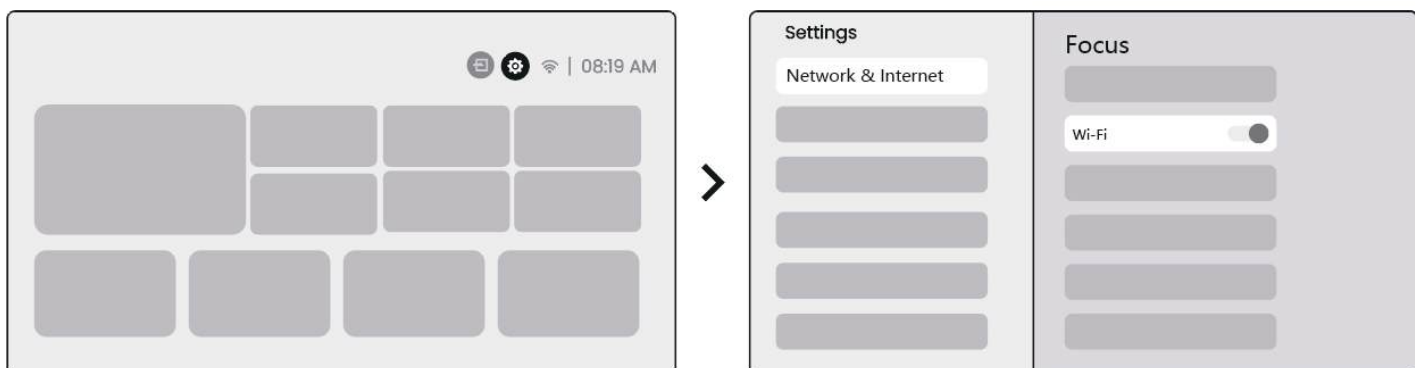 | 08:19 AM
Settings
Network & Internet
Focus
Wi-Fi